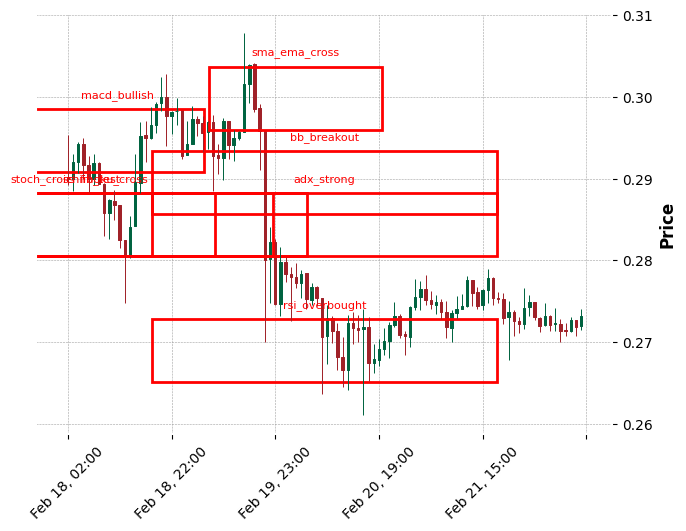 0.31
sma_ema_cross
macd_bullish
0.30
bb_breakout
adx_strong
0.29
0.28
rsi_overbought
0.27
0.26
Price
Feb 18, 02:00
Feb 18, 22:00
Feb 19, 23:00
Feb 20, 19:00
Feb 21, 15:00